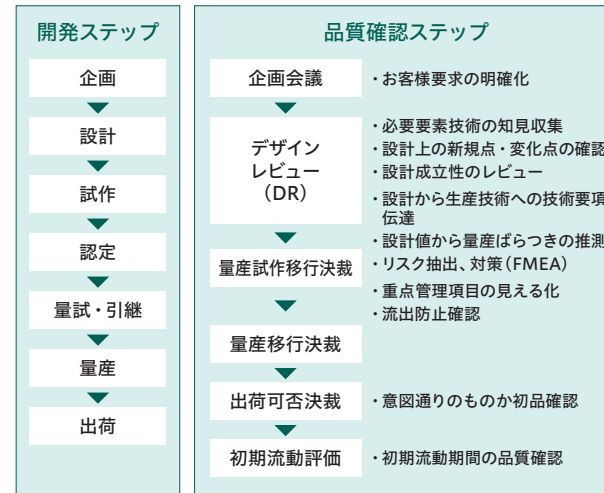 開発ステップ
企画
設計
試作
認定
量試・引継
量産
出荷
品質確認ステップ
企画会議
・お客様要求の明確化
デザイン
レビュー
（DR）
・必要要素技術の知見収集
・設計上の新規点・変化点の確認
・設計成立性のレビュー
・設計から生産技術への技術要項
伝達
・設計値から量産ばらつきの推測
量産試作移行決裁
・リスク抽出、対策（FMEA）
・重点管理項目の見える化
・流出防止確認
量産移行決裁
出荷可否決裁
・意図通りのものか初品確認
初期流動評価
・初期流動期間の品質確認